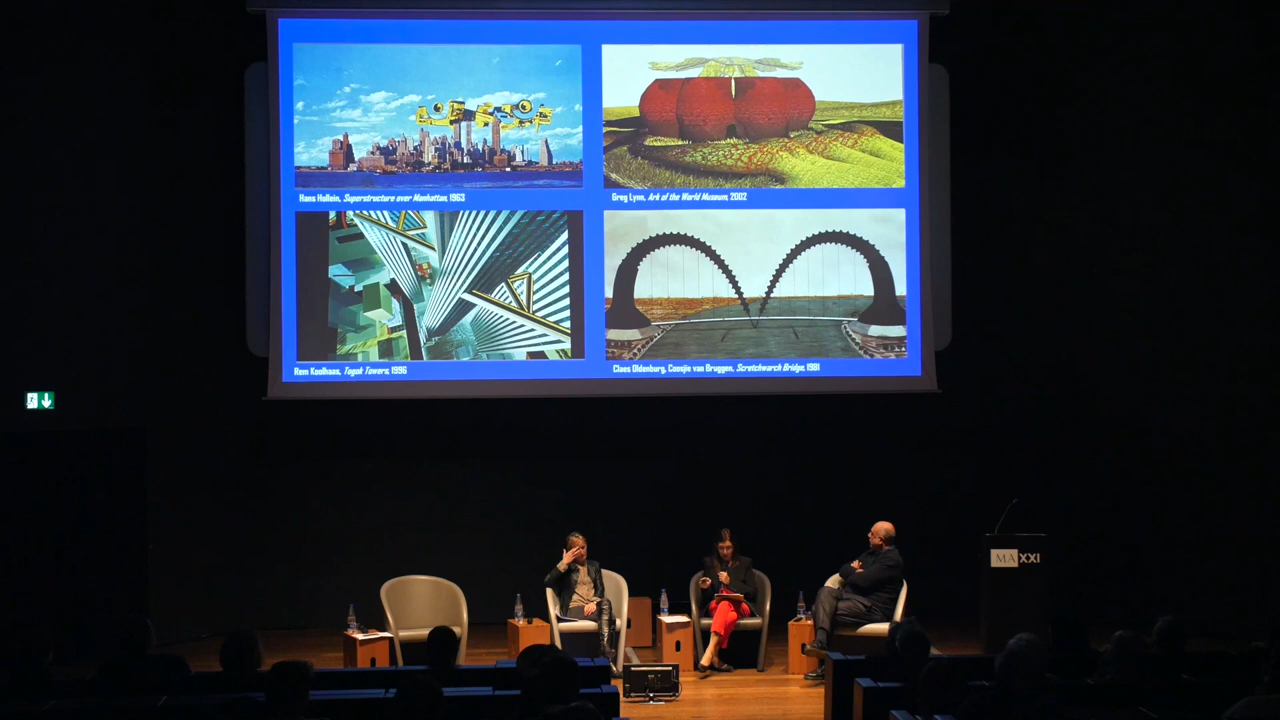 Hans Hollein, Superstructure over Manhattan, 1963
Greg Lynn, Ark of the World Museum, 2002
Rem Koolhaas, Togok Towers, 1996
Claes Oldenburg, Coosjie van Bruggen, Scretchwarch Bridge, 1981
MAXXI